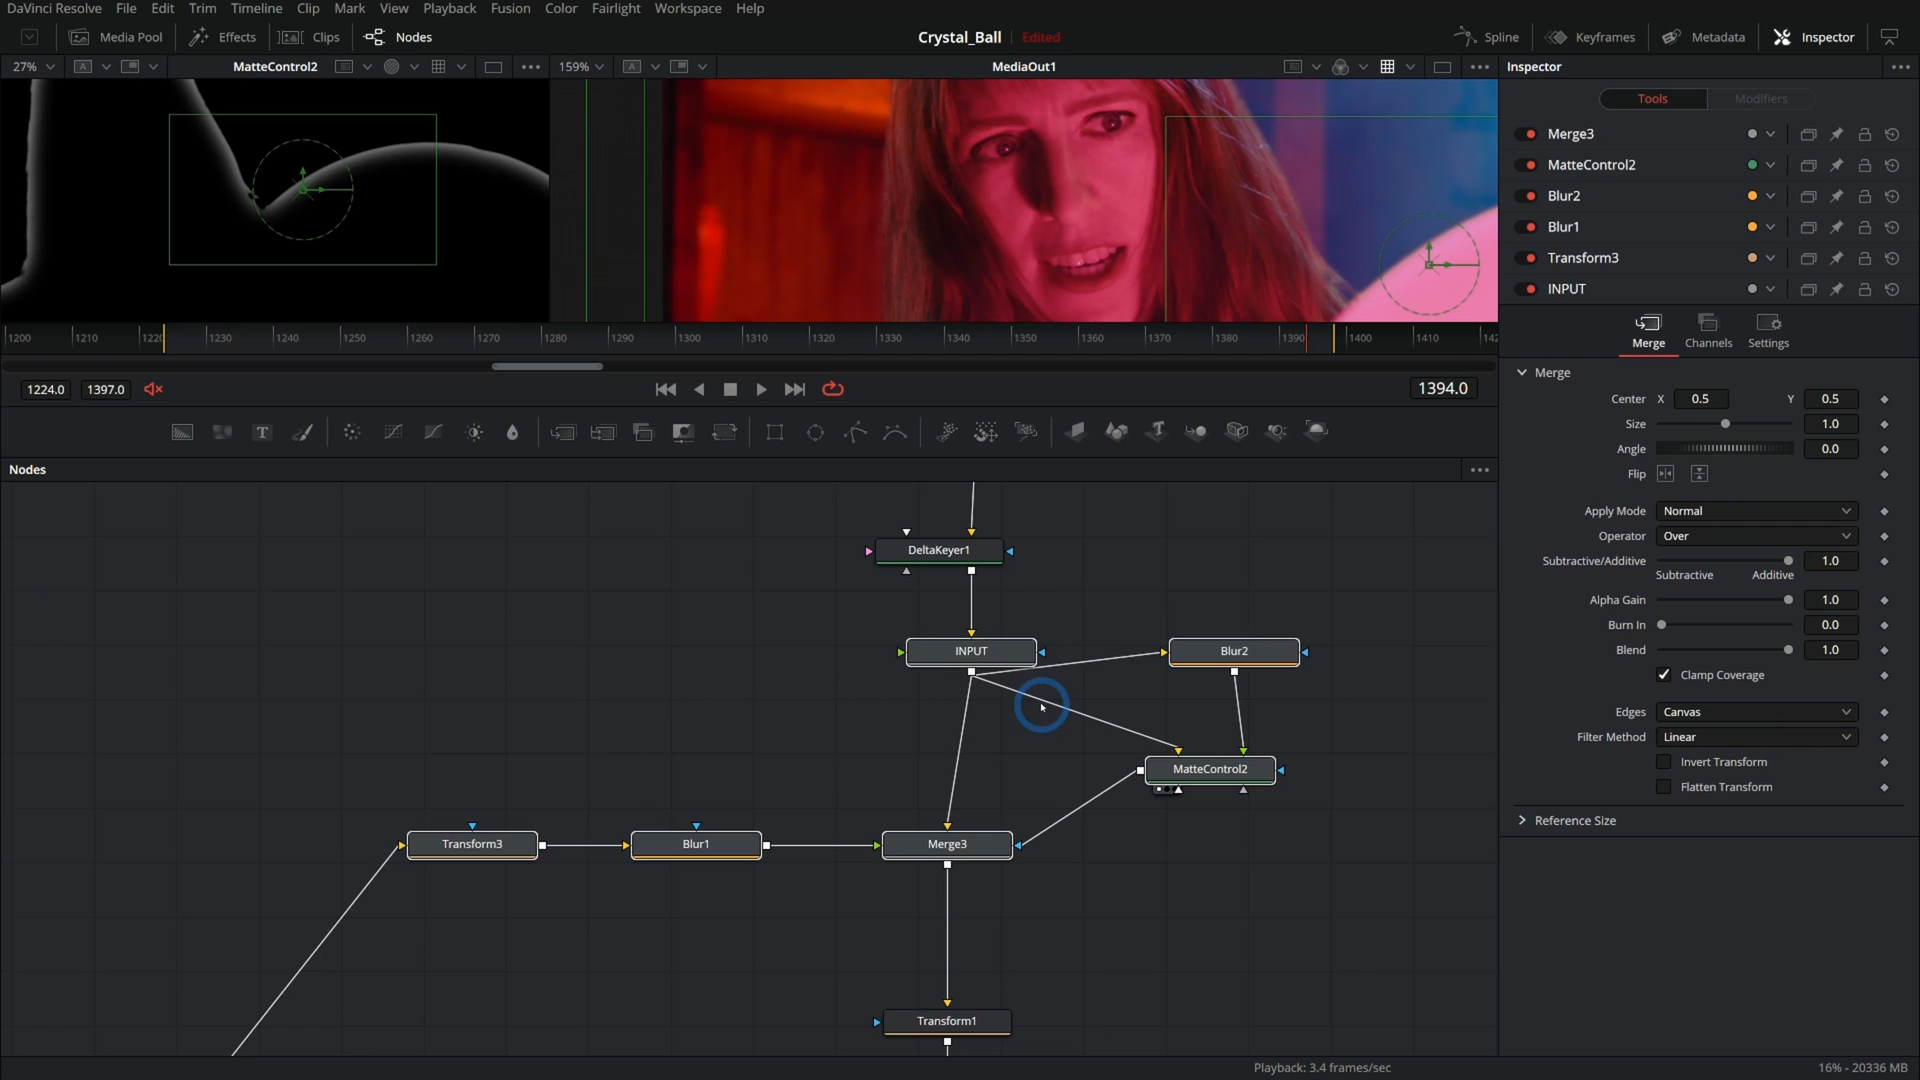 DaVinci Resolve File Edit Trim Timeline Clip Mark View Playback Fusion Color Fairlight Workspace Help
Media Pool Effects Clips Nodes Crystal_Ball Edited Spline Keyframes Metadata Inspector
27% MatteControl2 159% MediaOut1 Inspector
Tools Modifiers
Merge3
MatteControl2
Blur2
Blur1
Transform3
INPUT
1200 1210 1220 1230 1240 1250 1260 1270 1280 1290 1300 1310 1320 1330 1340 1350 1360 1370 1380 1390 1400 1410 142
Merge Channels Settings
1224.0 1397.0 1394.0
Merge
Center X 0.5 Y 0.5
Size 1.0
Angle 0.0
Flip
Nodes
Apply Mode Normal
Operator Over
Subtractive/Additive 1.0
Subtractive Additive
Alpha Gain 1.0
Burn In 0.0
Blend 1.0
Clamp Coverage
Edges Canvas
Filter Method Linear
Invert Transform
Flatten Transform
Reference Size
DeltaKeyer1
INPUT Blur2
MatteControl2
Transform3 Blur1 Merge3
Transform1
Playback: 3.4 frames/sec 16% - 20336 MB